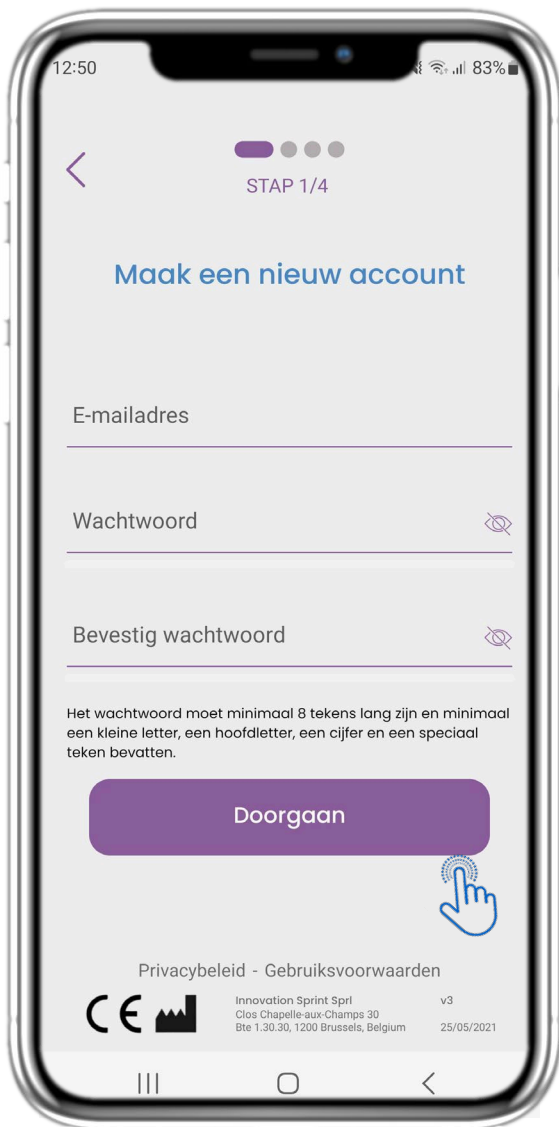 12:50
83%
STAP 1/4
Maak een nieuw account
E-mailadres
Wachtwoord
Bevestig wachtwoord
Het wachtwoord moet minimaal 8 tekens lang zijn en minimaal
een kleine letter, een hoofdletter, een cijfer en een speciaal
teken bevatten.
Doorgaan
Privacybeleid - Gebruiksvoorwaarden
CE
Innovation Sprint Sprl
Clos Chapelle-aux-Champs 30
Bte 1.30.30, 1200 Brussels, Belgium
v3
25/05/2021